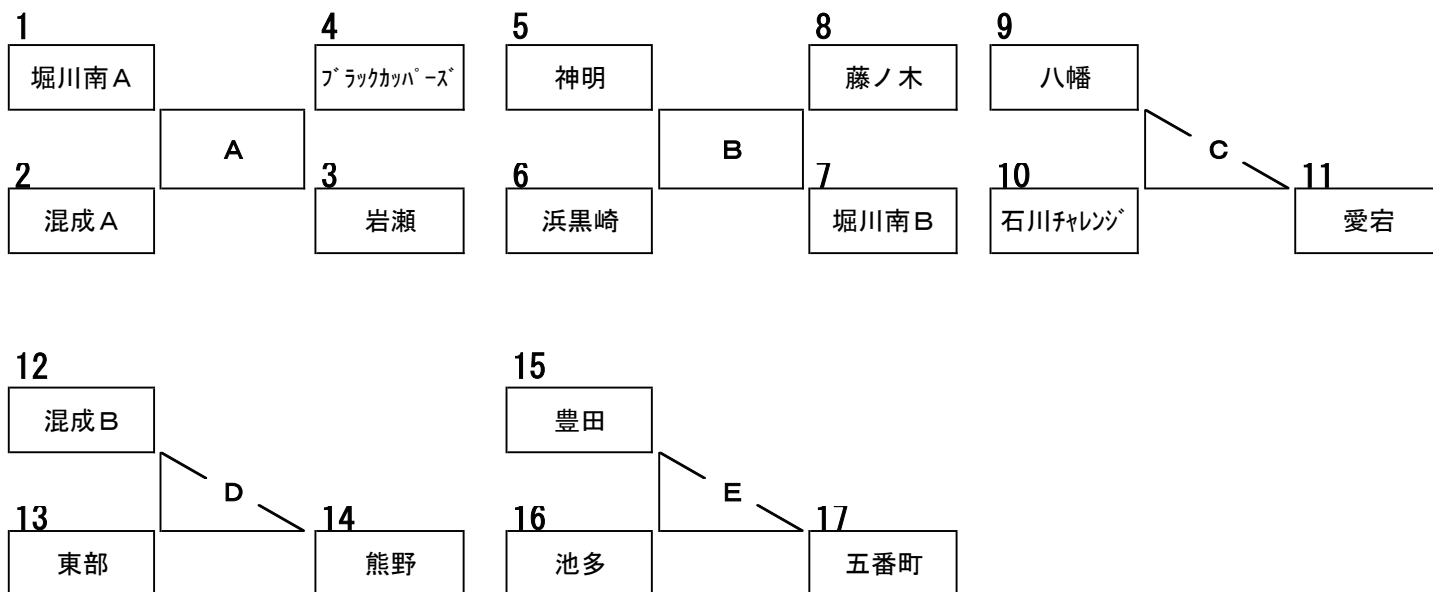 1 4 5 8 9
堀川南A ﾌﾞﾗｯｸｶｯﾊﾟｰｽﾞ 神明 藤ノ木 八幡
A B C
2 3 6 7 10 11
混成A 岩瀬 浜黒崎 堀川南B 石川ﾁｬﾚﾝｼﾞ 愛宕
12 15
混成B 豊田
D E
13 14 16 17
東部 熊野 池多 五番町